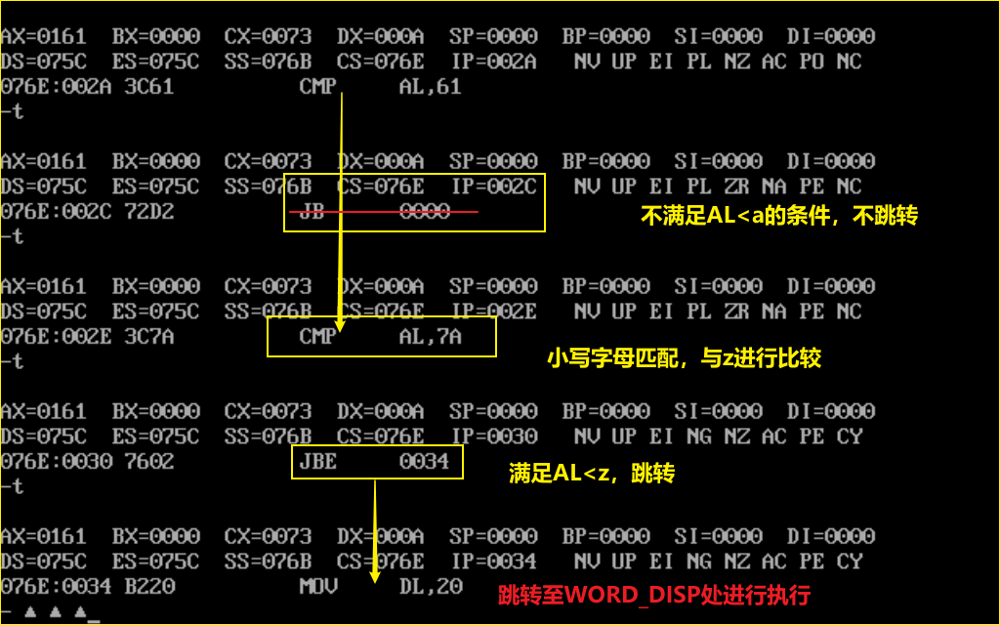 AX=0161 BX=0000 CX=0073 DX=000A SP=0000 BP=0000 SI=0000 DI=0000
DS=075C ES=075C SS=076B CS=076E IP=002A NV UP EI PL NZ AC PO NC
076E:002A 3C61 CMP AL,61
-t
AX=0161 BX=0000 CX=0073 DX=000A SP=0000 BP=0000 SI=0000 DI=0000
DS=075C ES=075C SS=076B CS=076E IP=002C NV UP EI PL ZR NA PE NC
076E:002C 72D2 JB 0000
不满足AL<a的条件，不跳转
-t
AX=0161 BX=0000 CX=0073 DX=000A SP=0000 BP=0000 SI=0000 DI=0000
DS=075C ES=075C SS=076B CS=076E IP=002E NV UP EI PL ZR NA PE NC
076E:002E 3C7A CMP AL,7A
小写字母匹配，与z进行比较
-t
AX=0161 BX=0000 CX=0073 DX=000A SP=0000 BP=0000 SI=0000 DI=0000
DS=075C ES=075C SS=076B CS=076E IP=0030 NV UP EI NG NZ AC PE CY
076E:0030 7602 JBE 0034
满足AL<z，跳转
-t
AX=0161 BX=0000 CX=0073 DX=000A SP=0000 BP=0000 SI=0000 DI=0000
DS=075C ES=075C SS=076B CS=076E IP=0034 NV UP EI NG NZ AC PE CY
076E:0034 B220 MOV DL,20
跳转至WORD_DISP处进行执行
- ▲ ▲ ▲_